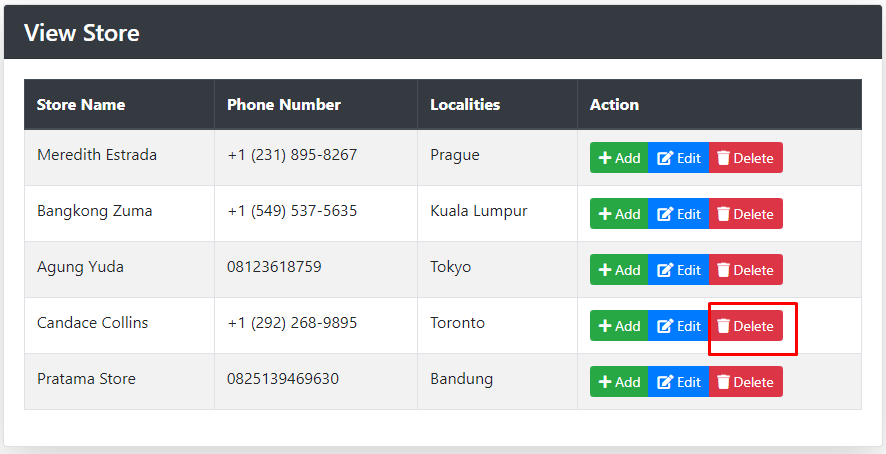 View Store
Store Name Phone Number Localities Action
Meredith Estrada +1 (231) 895-8267 Prague Add Edit Delete
Bangkong Zuma +1 (549) 537-5635 Kuala Lumpur Add Edit Delete
Agung Yuda 08123618759 Tokyo Add Edit Delete
Candace Collins +1 (292) 268-9895 Toronto Add Edit Delete
Pratama Store 0825139469630 Bandung Add Edit Delete